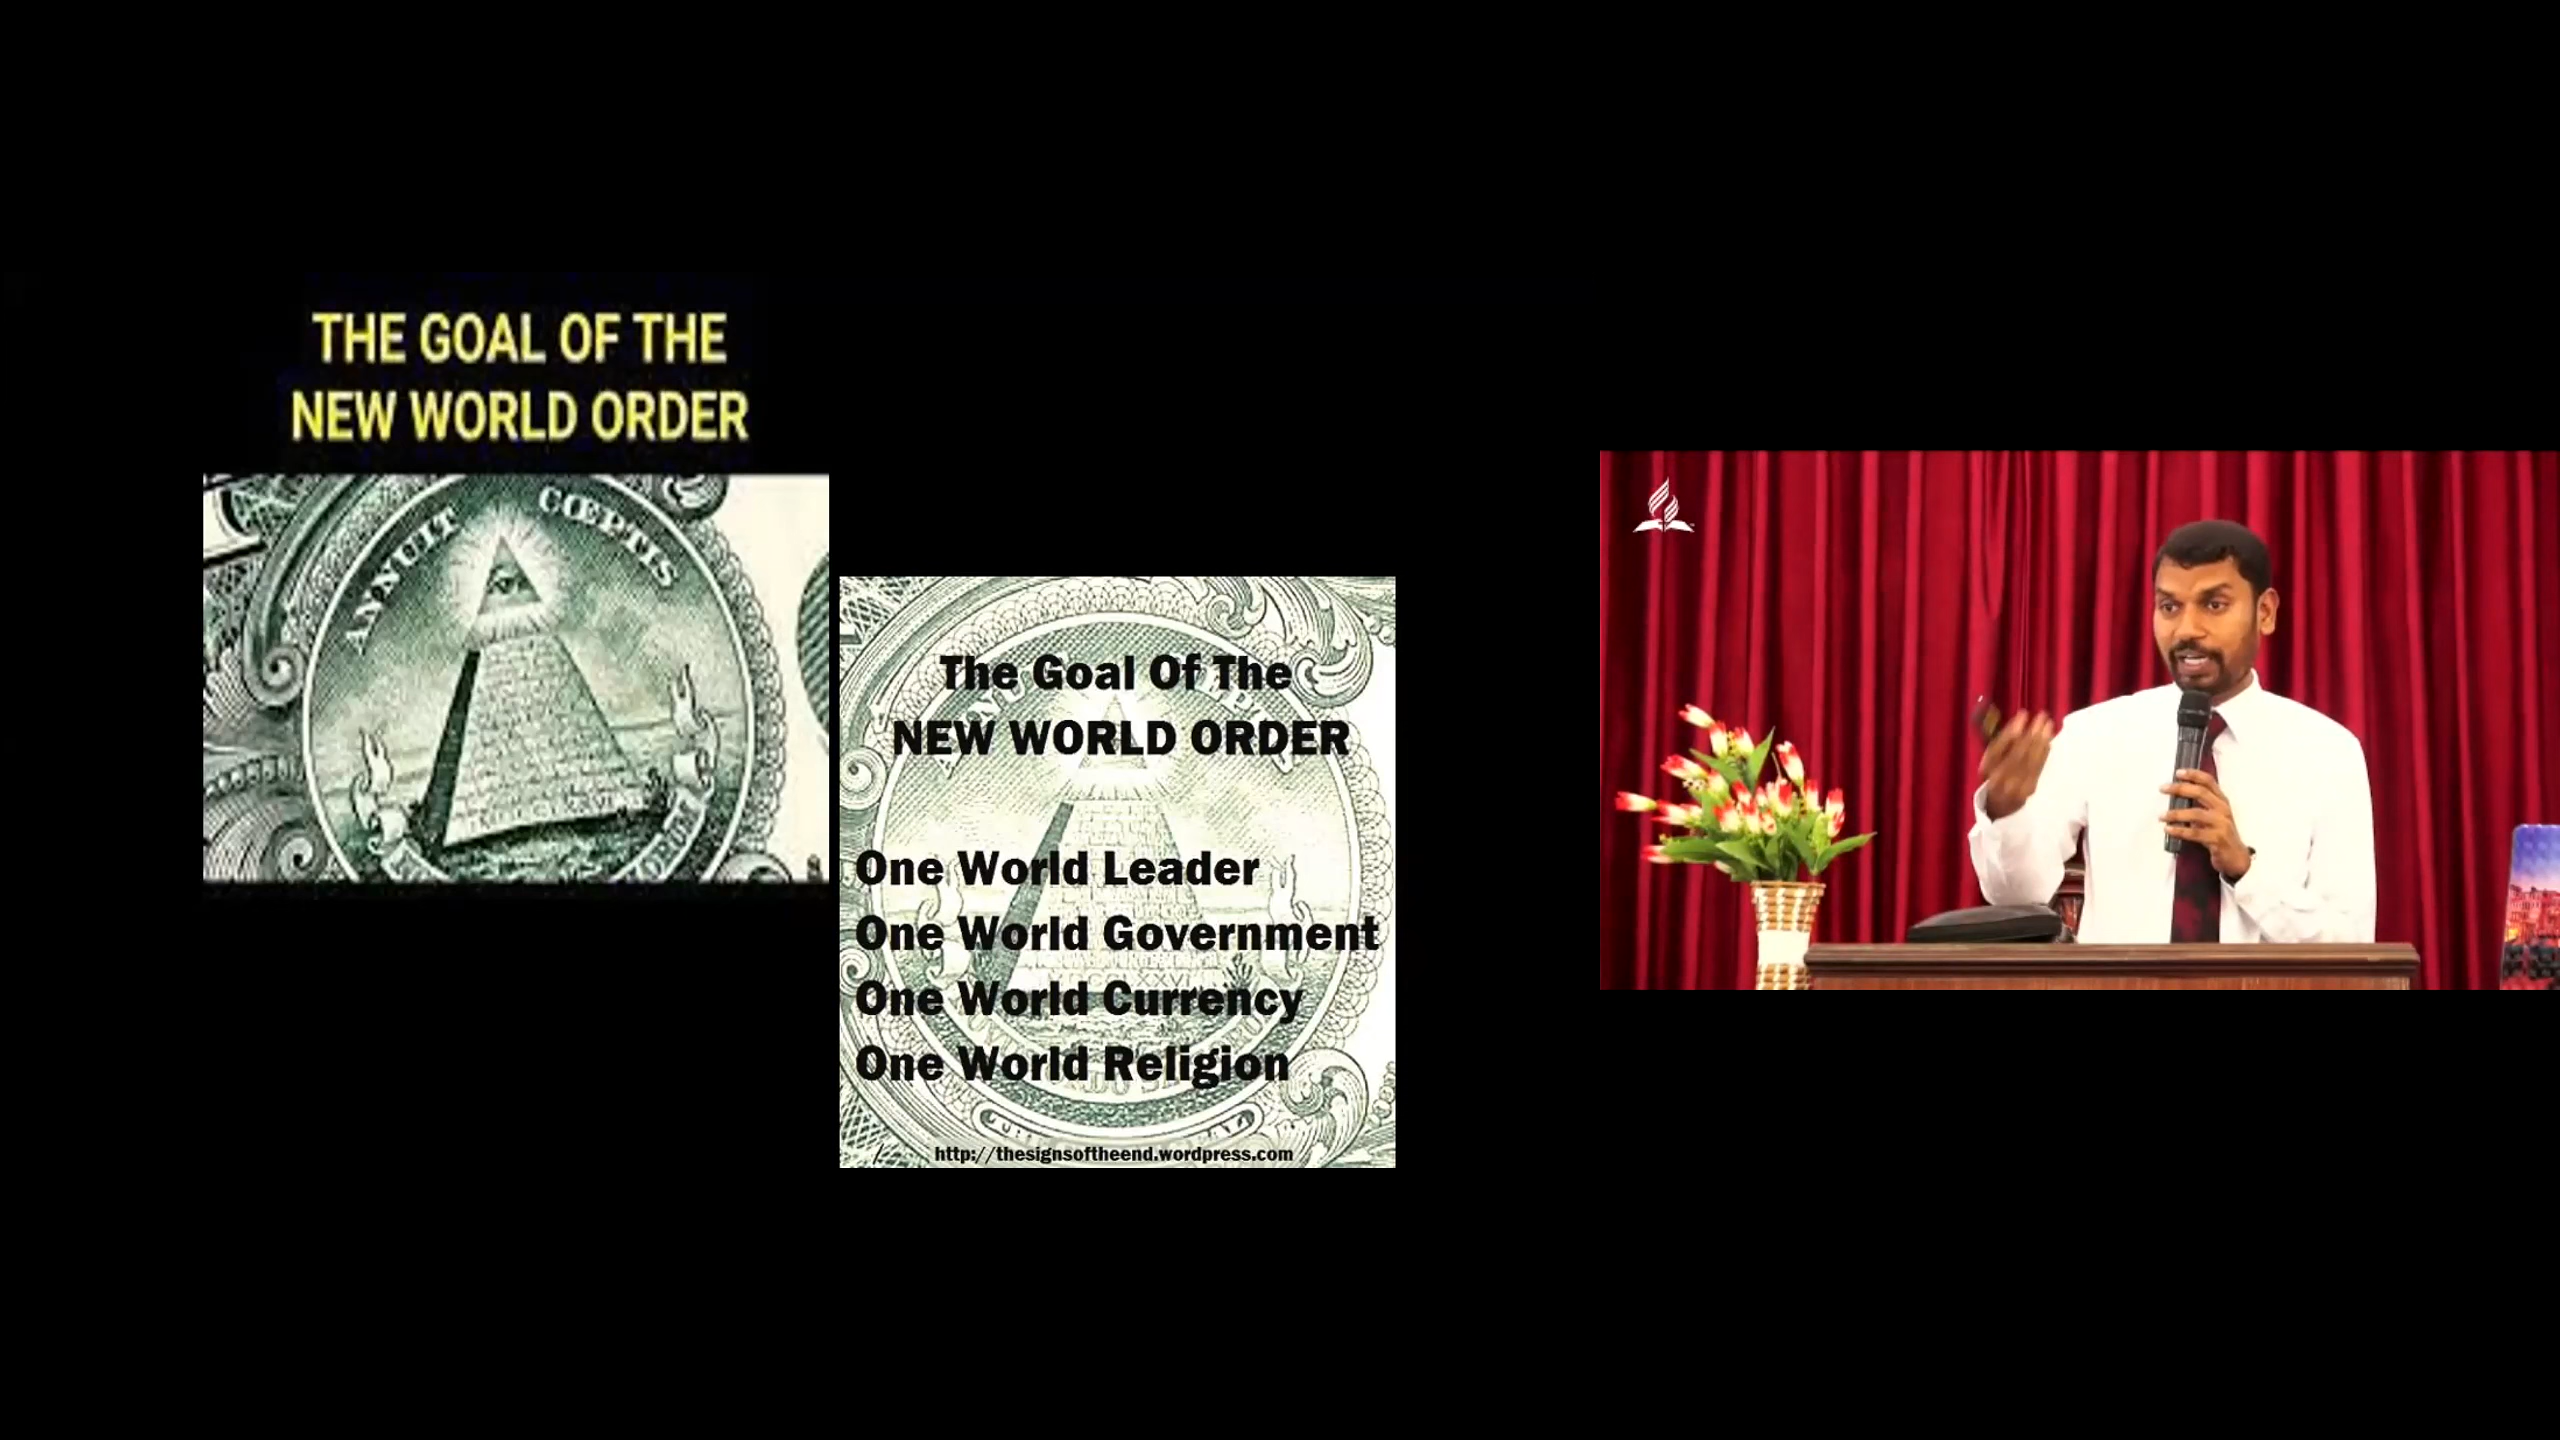 THE GOAL OF THE
NEW WORLD ORDER
ANNUIT CŒPTIS
The Goal Of The
NEW WORLD ORDER
One World Leader
One World Government
One World Currency
One World Religion
http://thesignsoftheend.wordpress.com